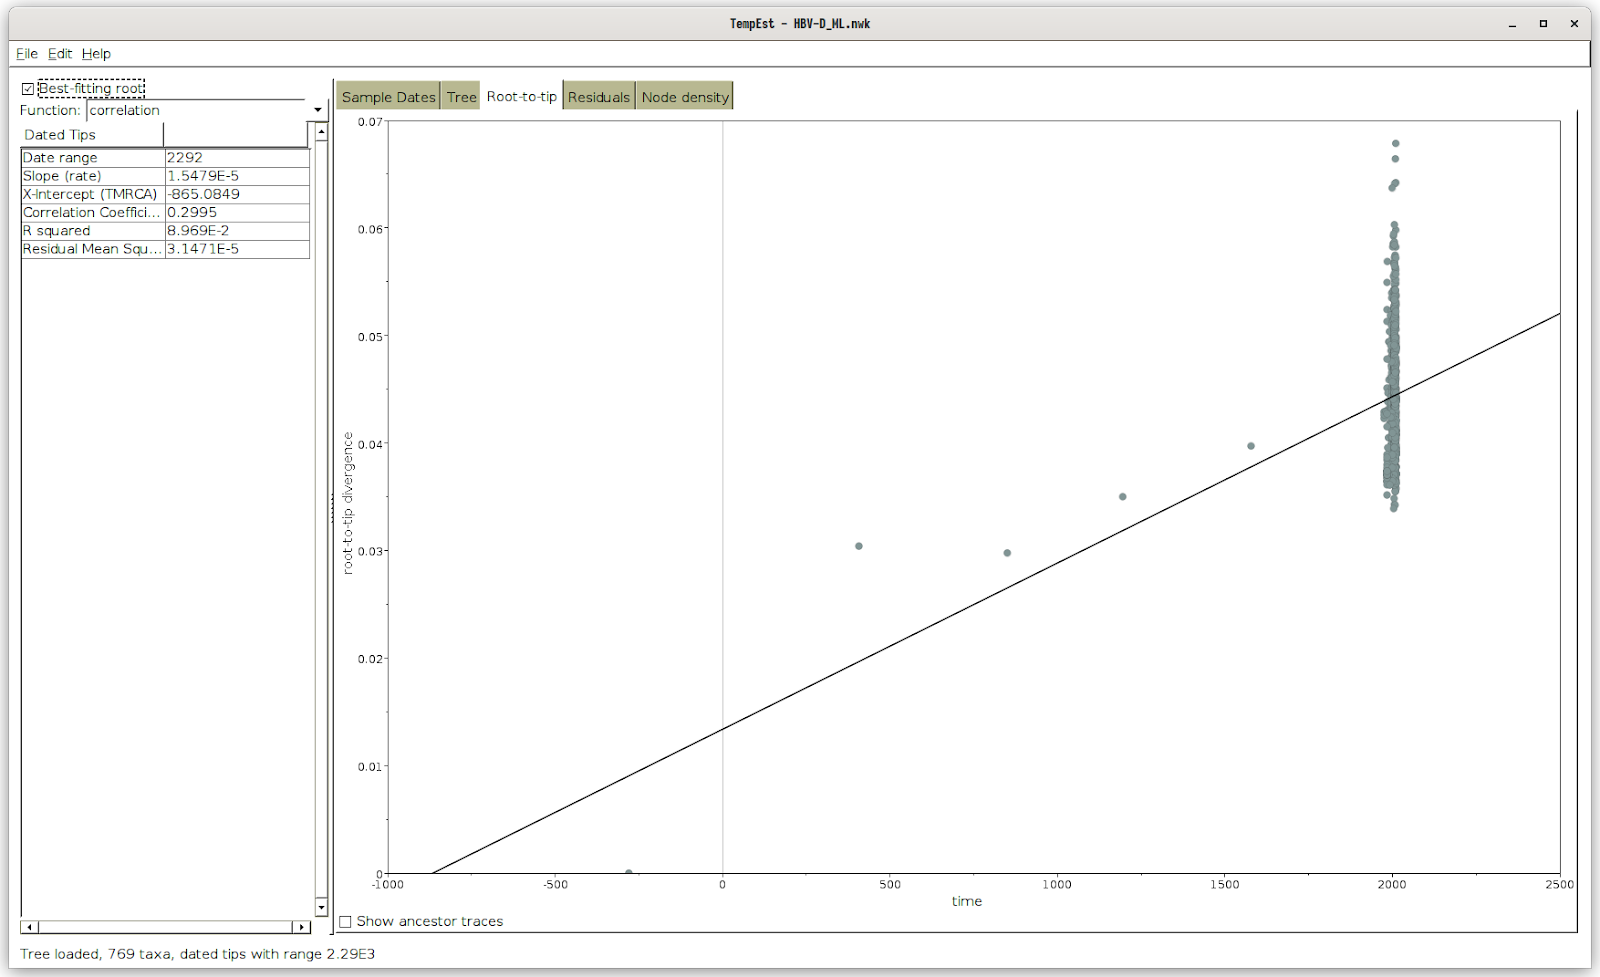 TempEst - HBV-D_ML.nwk
File Edit Help
Best-fitting root
Function: correlation
Dated Tips
Date range 2292
Slope (rate) 1.5479E-5
X-Intercept (TMRCA) -865.0849
Correlation Coeffici... 0.2995
R squared 8.969E-2
Residual Mean Squ... 3.1471E-5
Sample Dates Tree Root-to-tip Residuals Node density
0.07
0.06
0.05
0.04
0.03
0.02
0.01
0
root-to-tip divergence
-1000 -500 0 500 1000 1500 2000 2500
time
Show ancestor traces
Tree loaded, 769 taxa, dated tips with range 2.29E3